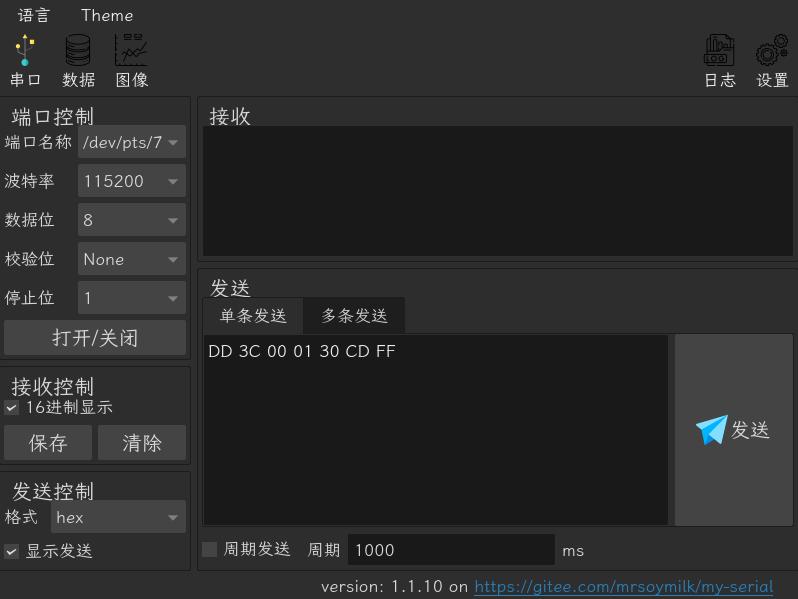 语言 Theme
串口 数据 图像 日志 设置
端口控制
端口名称 /dev/pts/7
波特率 115200
数据位 8
校验位 None
停止位 1
打开/关闭
接收控制
16进制显示
保存 清除
发送控制
格式 hex
显示发送
接收
发送
单条发送 多条发送
DD 3C 00 01 30 CD FF
发送
周期发送 周期 1000 ms
version: 1.1.10 on https://gitee.com/mrsoymilk/my-serial